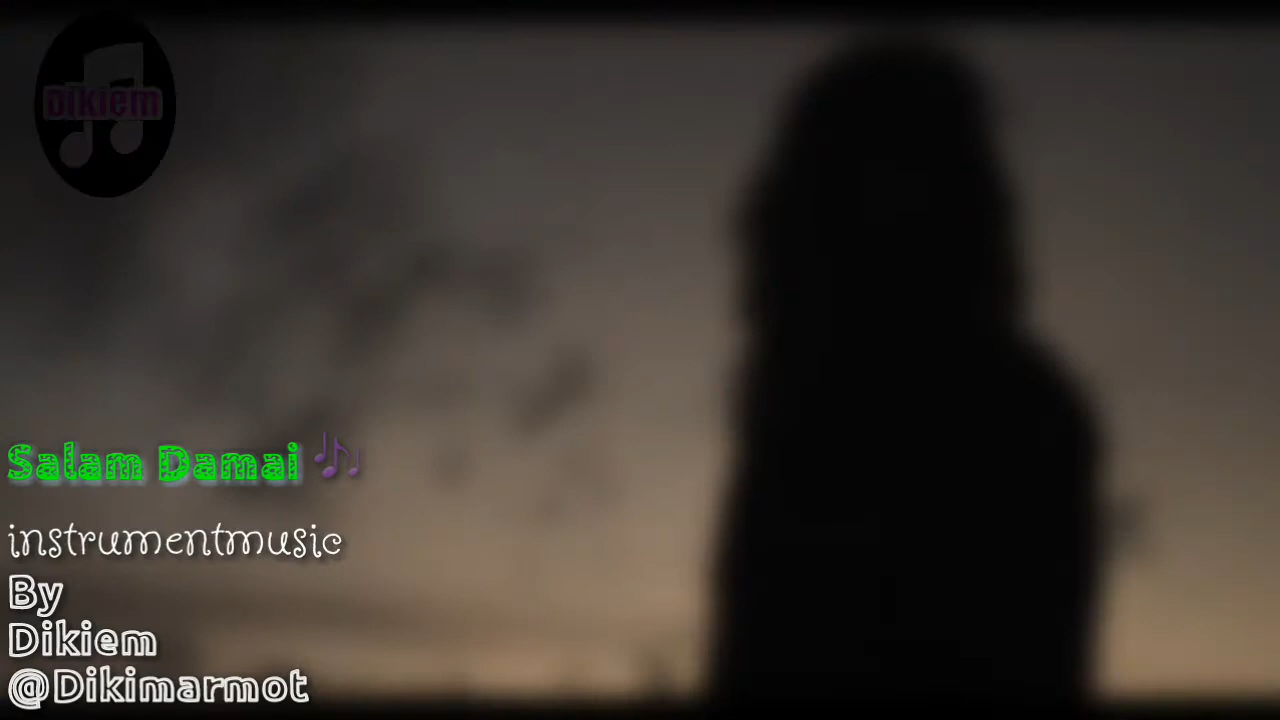 Dikiem
Salam Damai
instrumentmusic
By
Dikiem
@Dikimarmot